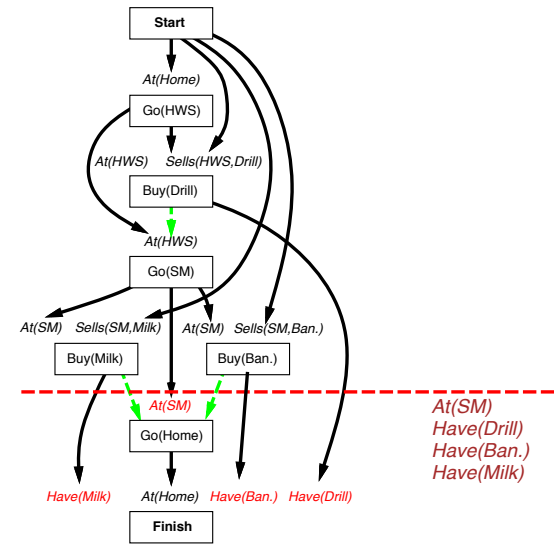 Start
At(Home)
Go(HWS)
At(HWS) Sells(HWS,Drill)
Buy(Drill)
At(HWS)
Go(SM)
At(SM) Sells(SM,Milk) At(SM) Sells(SM,Ban.)
Buy(Milk) Buy(Ban.)
At(SM)
Go(Home)
Have(Milk) At(Home) Have(Ban.) Have(Drill)
Finish
At(SM)
Have(Drill)
Have(Ban.)
Have(Milk)